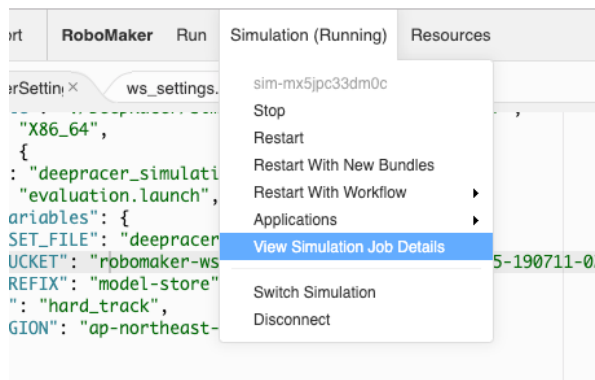 ort RoboMaker Run Simulation (Running) Resources
erSettin × ws_settings.
sim-mx5jpc33dm0c
Stop
"X86_64",
Restart
{
Restart With New Bundles
: "deepracer_simulati
"evaluation.launch",
Restart With Workflow
ariables": {
Applications
SET_FILE": "deepracer
View Simulation Job Details
UCKET": "robomaker-ws 5-190711-0
REFIX": "model-store"
Switch Simulation
": "hard_track",
Disconnect
GION": "ap-northeast-